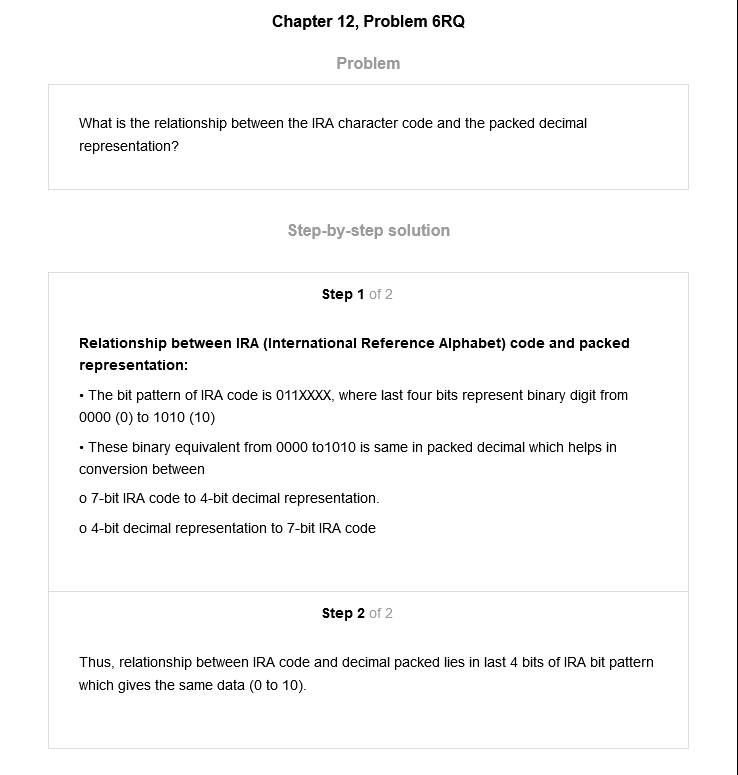 Chapter 12, Problem 6RQ
Problem
What is the relationship between the IRA character code and the packed decimal
representation?
Step-by-step solution
Step 1 of 2
Relationship between IRA (International Reference Alphabet) code and packed
representation:
• The bit pattern of IRA code is 011XXXX, where last four bits represent binary digit from
0000 (0) to 1010 (10)
• These binary equivalent from 0000 to1010 is same in packed decimal which helps in
conversion between
o 7-bit IRA code to 4-bit decimal representation.
o 4-bit decimal representation to 7-bit IRA code
Step 2 of 2
Thus, relationship between IRA code and decimal packed lies in last 4 bits of IRA bit pattern
which gives the same data (0 to 10).